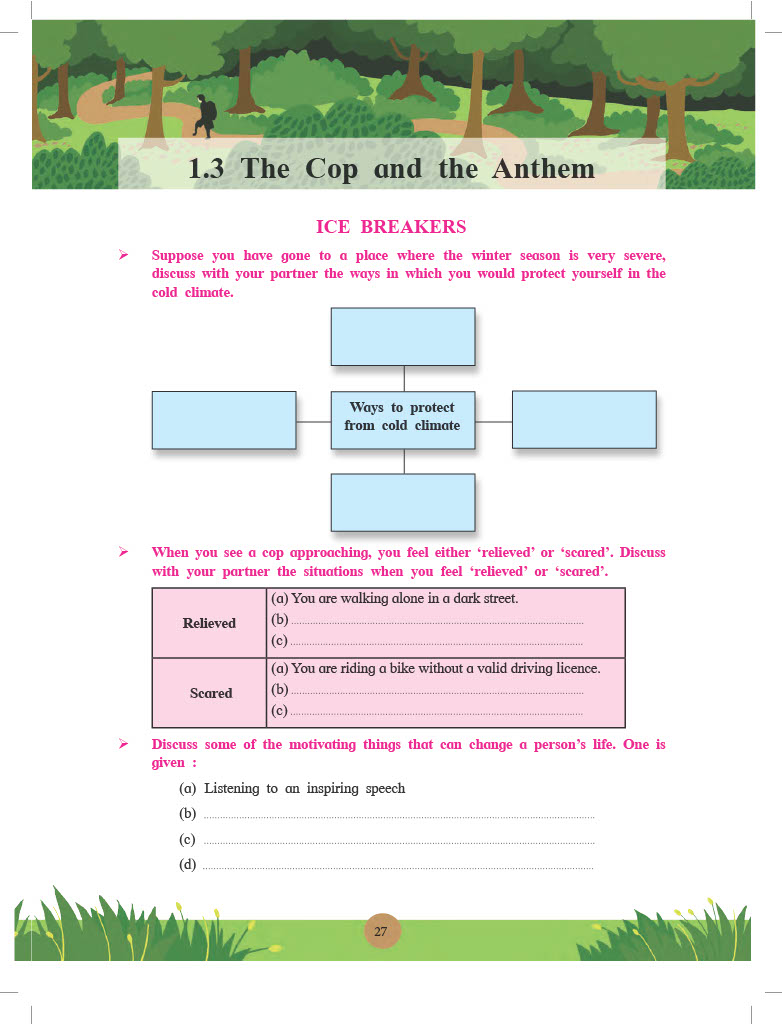 1.3 The Cop and the Anthem
ICE BREAKERS
➢ Suppose you have gone to a place where the winter season is very severe,
discuss with your partner the ways in which you would protect yourself in the
cold climate.
Ways to protect
from cold climate
➢ When you see a cop approaching, you feel either ‘relieved’ or ‘scared’. Discuss
with your partner the situations when you feel ‘relieved’ or ‘scared’.
Relieved
(a) You are walking alone in a dark street.
(b) ....................................................................................
(c) ....................................................................................
Scared
(a) You are riding a bike without a valid driving licence.
(b) ....................................................................................
(c) ....................................................................................
➢ Discuss some of the motivating things that can change a person’s life. One is
given :
(a) Listening to an inspiring speech
(b) ....................................................................................
(c) ....................................................................................
(d) ....................................................................................
27